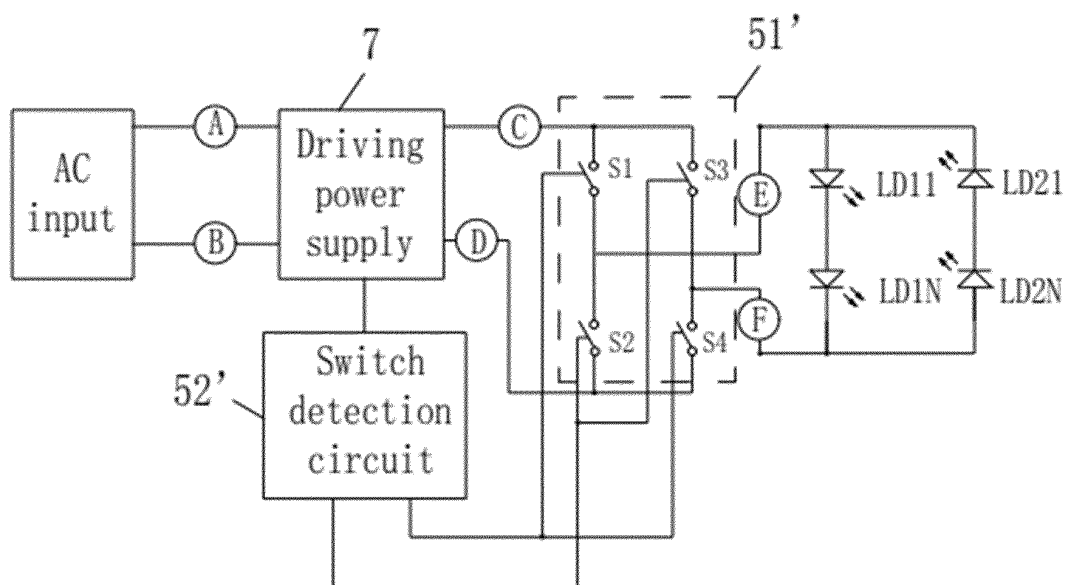 51’
7
A
C
AC
input
Driving
power
supply
S1
S3
E
LD11
LD21
B
D
LD1N
LD2N
F
S2
S4
52’
Switch
detection
circuit